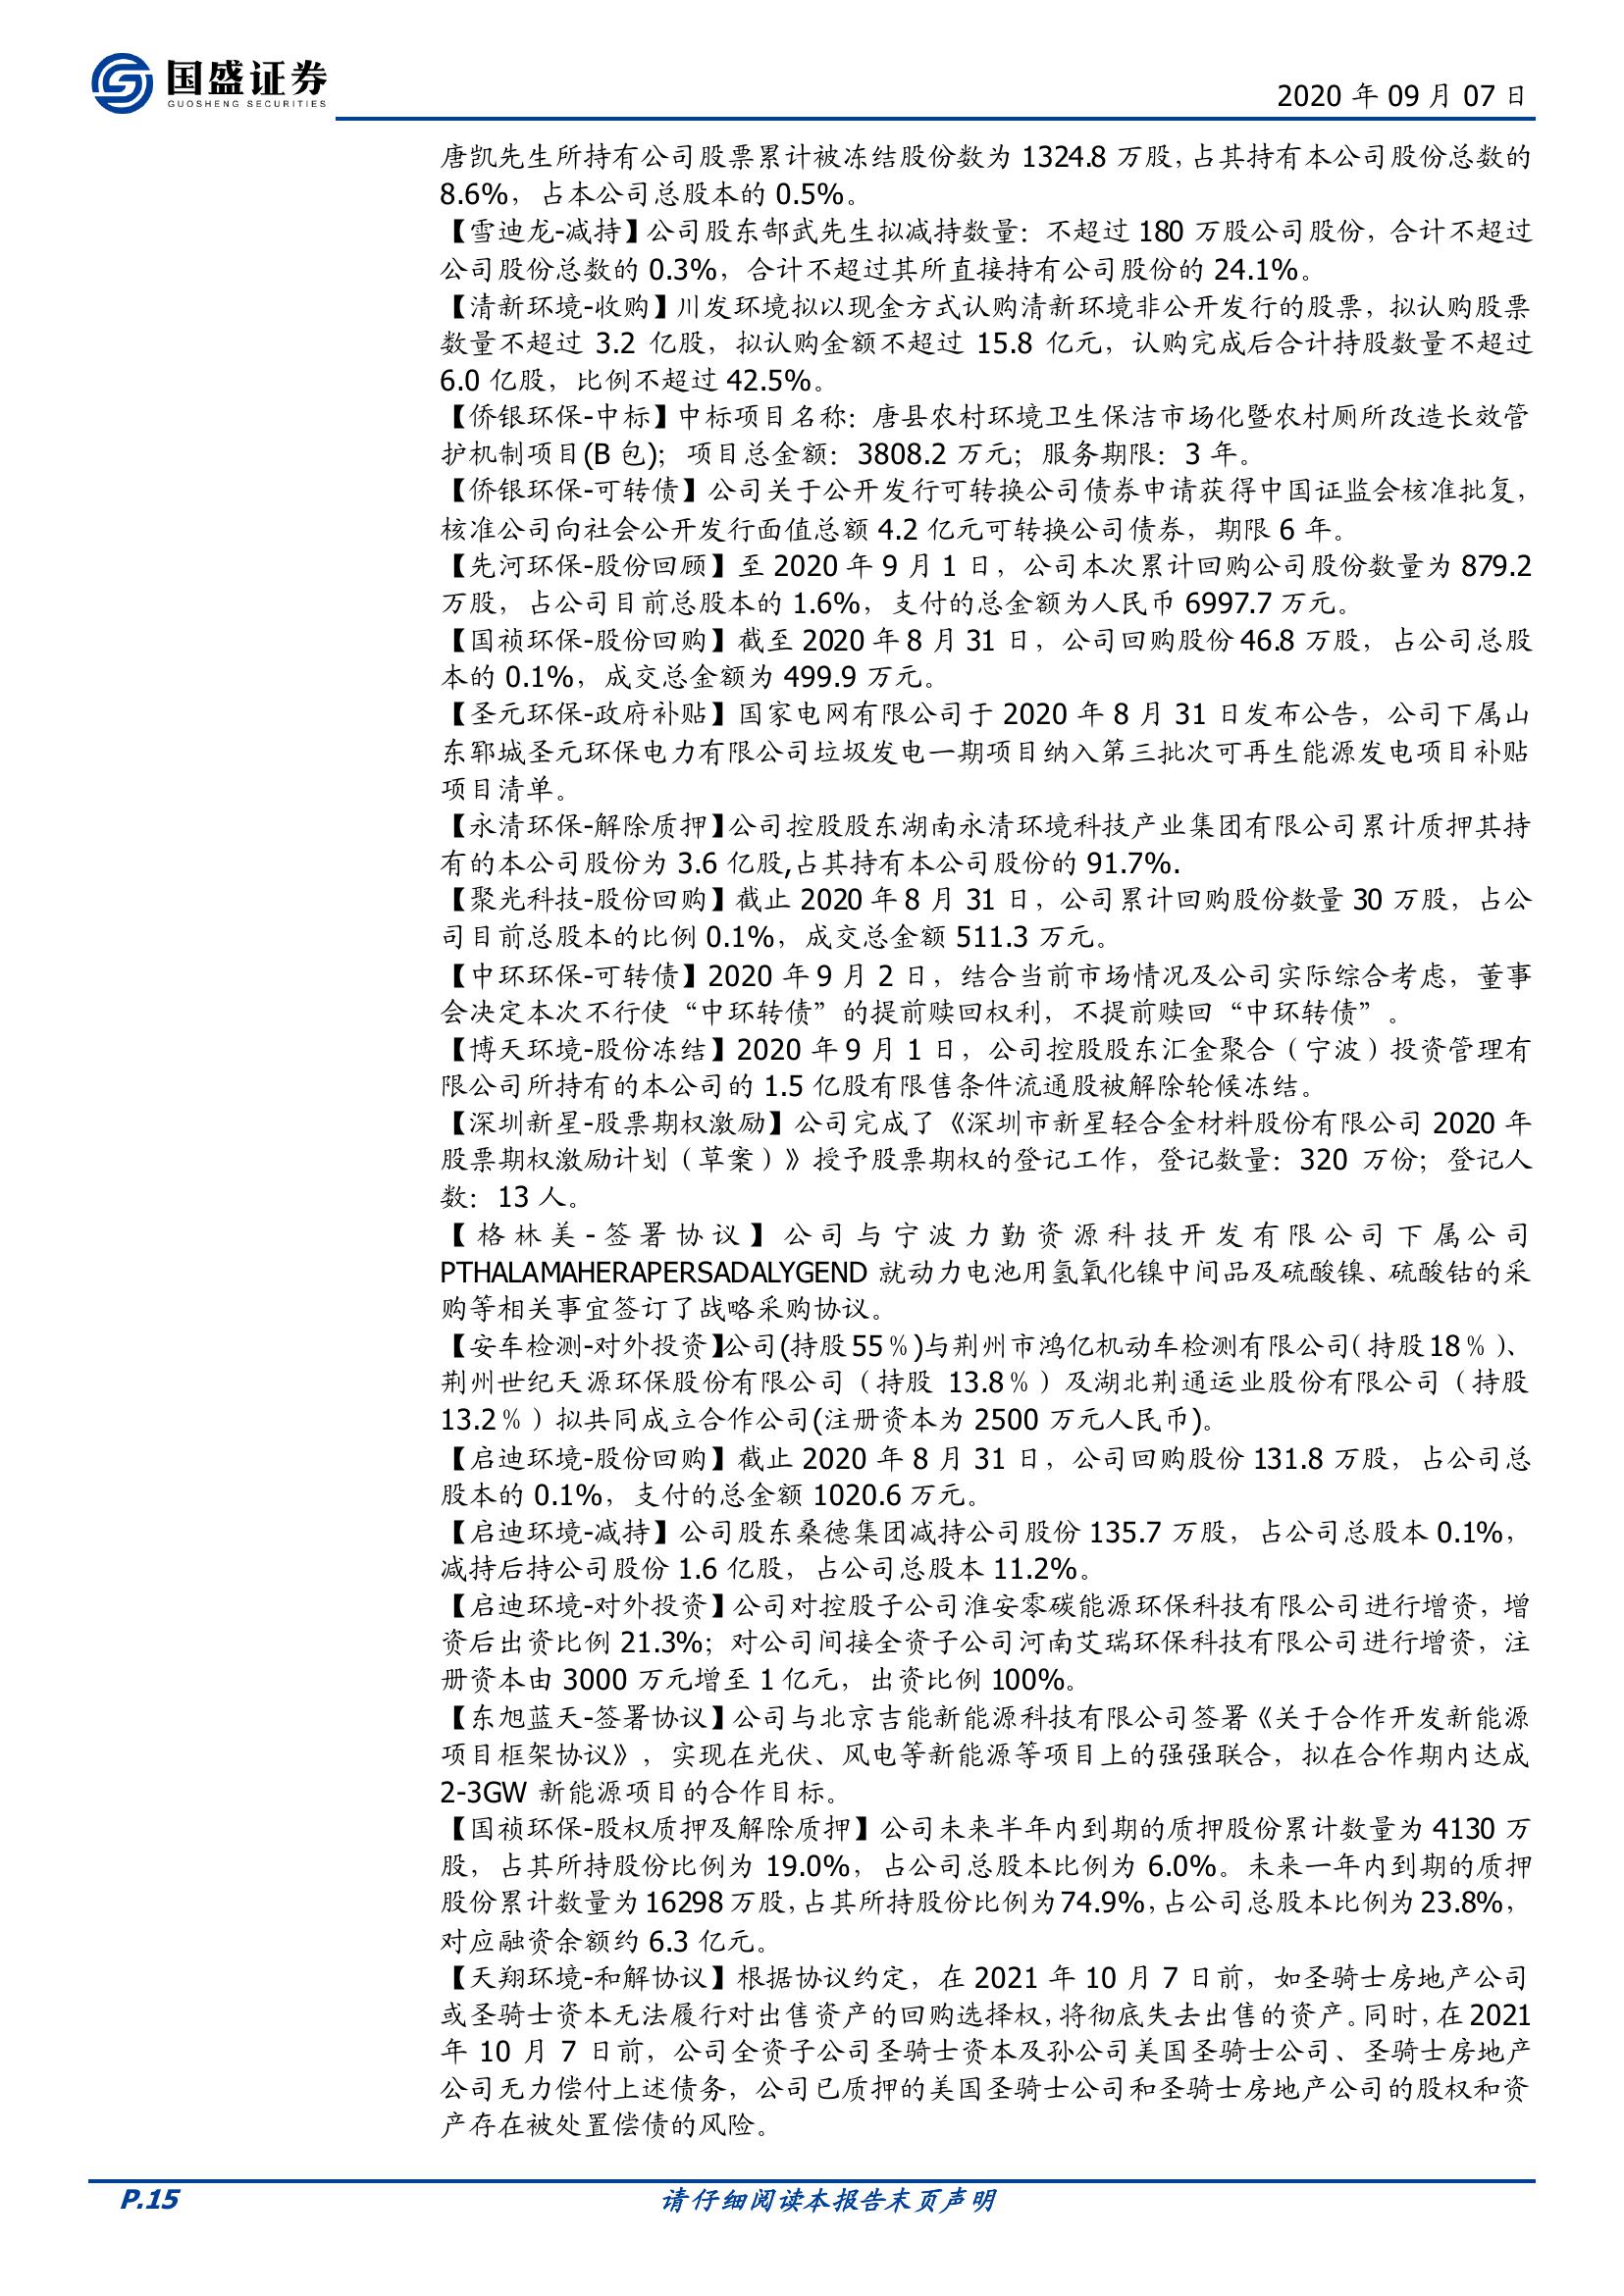 国盛证券
GUOSHENG SECURITIES
2020 年 09 月 07 日
唐凯先生所持有公司股票累计被冻结股份数为 1324.8 万股，占其持有本公司股份总数的
8.6%，占本公司总股本的 0.5%。
【雪迪龙-减持】公司股东郜武先生拟减持数量：不超过 180 万股公司股份，合计不超过
公司股份总数的 0.3%，合计不超过其所直接持有公司股份的 24.1%。
【清新环境-收购】川发环境拟以现金方式认购清新环境非公开发行的股票，拟认购股票
数量不超过 3.2 亿股，拟认购金额不超过 15.8 亿元，认购完成后合计持股数量不超过
6.0 亿股，比例不超过 42.5%。
【侨银环保-中标】中标项目名称：唐县农村环境卫生保洁市场化暨农村厕所改造长效管
护机制项目(B 包)；项目总金额：3808.2 万元；服务期限：3 年。
【侨银环保-可转债】公司关于公开发行可转换公司债券申请获得中国证监会核准批复，
核准公司向社会公开发行面值总额 4.2 亿元可转换公司债券，期限 6 年。
【先河环保-股份回顾】至 2020 年 9 月 1 日，公司本次累计回购公司股份数量为 879.2
万股，占公司目前总股本的 1.6%，支付的总金额为人民币 6997.7 万元。
【国祯环保-股份回购】截至 2020 年 8 月 31 日，公司回购股份 46.8 万股，占公司总股
本的 0.1%，成交总金额为 499.9 万元。
【圣元环保-政府补贴】国家电网有限公司于 2020 年 8 月 31 日发布公告，公司下属山
东郓城圣元环保电力有限公司垃圾发电一期项目纳入第三批次可再生能源发电项目补贴
项目清单。
【永清环保-解除质押】公司控股股东湖南永清环境科技产业集团有限公司累计质押其持
有的本公司股份为 3.6 亿股,占其持有本公司股份的 91.7%.
【聚光科技-股份回购】截止 2020 年 8 月 31 日，公司累计回购股份数量 30 万股，占公
司目前总股本的比例 0.1%，成交总金额 511.3 万元。
【中环环保-可转债】2020 年 9 月 2 日，结合当前市场情况及公司实际综合考虑，董事
会决定本次不行使“中环转债”的提前赎回权利，不提前赎回“中环转债”。
【博天环境-股份冻结】2020 年 9 月 1 日，公司控股股东汇金聚合（宁波）投资管理有
限公司所持有的本公司的 1.5 亿股有限售条件流通股被解除轮候冻结。
【深圳新星-股票期权激励】公司完成了《深圳市新星轻合金材料股份有限公司 2020 年
股票期权激励计划（草案）》授予股票期权的登记工作，登记数量：320 万份；登记人
数：13 人。
【格林美-签署协议】公司与宁波力勤资源科技开发有限公司下属公司
PTHALAMAHERAPERSADALYGEND 就动力电池用氢氧化镍中间品及硫酸镍、硫酸钴的采
购等相关事宜签订了战略采购协议。
【安车检测-对外投资】公司(持股 55％)与荆州市鸿亿机动车检测有限公司（持股 18％）、
荆州世纪天源环保股份有限公司（持股 13.8％）及湖北荆通运业股份有限公司（持股
13.2％）拟共同成立合作公司(注册资本为 2500 万元人民币)。
【启迪环境-股份回购】截止 2020 年 8 月 31 日，公司回购股份 131.8 万股，占公司总
股本的 0.1%，支付的总金额 1020.6 万元。
【启迪环境-减持】公司股东桑德集团减持公司股份 135.7 万股，占公司总股本 0.1%，
减持后持公司股份 1.6 亿股，占公司总股本 11.2%。
【启迪环境-对外投资】公司对控股子公司淮安零碳能源环保科技有限公司进行增资，增
资后出资比例 21.3%；对公司间接全资子公司河南艾瑞环保科技有限公司进行增资，注
册资本由 3000 万元增至 1 亿元，出资比例 100%。
【东旭蓝天-签署协议】公司与北京吉能新能源科技有限公司签署《关于合作开发新能源
项目框架协议》，实现在光伏、风电等新能源等项目上的强强联合，拟在合作期内达成
2-3GW 新能源项目的合作目标。
【国祯环保-股权质押及解除质押】公司未来半年内到期的质押股份累计数量为 4130 万
股，占其所持股份比例为 19.0%，占公司总股本比例为 6.0%。未来一年内到期的质押
股份累计数量为 16298 万股，占其所持股份比例为 74.9%，占公司总股本比例为 23.8%，
对应融资余额约 6.3 亿元。
【天翔环境-和解协议】根据协议约定，在 2021 年 10 月 7 日前，如圣骑士房地产公司
或圣骑士资本无法履行对出售资产的回购选择权，将彻底失去出售的资产。同时，在 2021
年 10 月 7 日前，公司全资子公司圣骑士资本及孙公司美国圣骑士公司、圣骑士房地产
公司无力偿付上述债务，公司已质押的美国圣骑士公司和圣骑士房地产公司的股权和资
产存在被处置偿债的风险。
P.15
请仔细阅读本报告末页声明